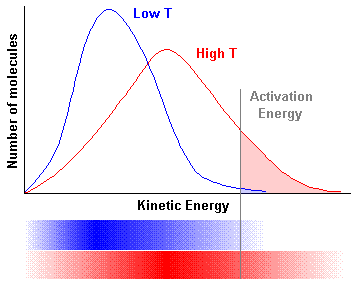 Low T
High T
Activation
Energy
Number of molecules
Kinetic Energy